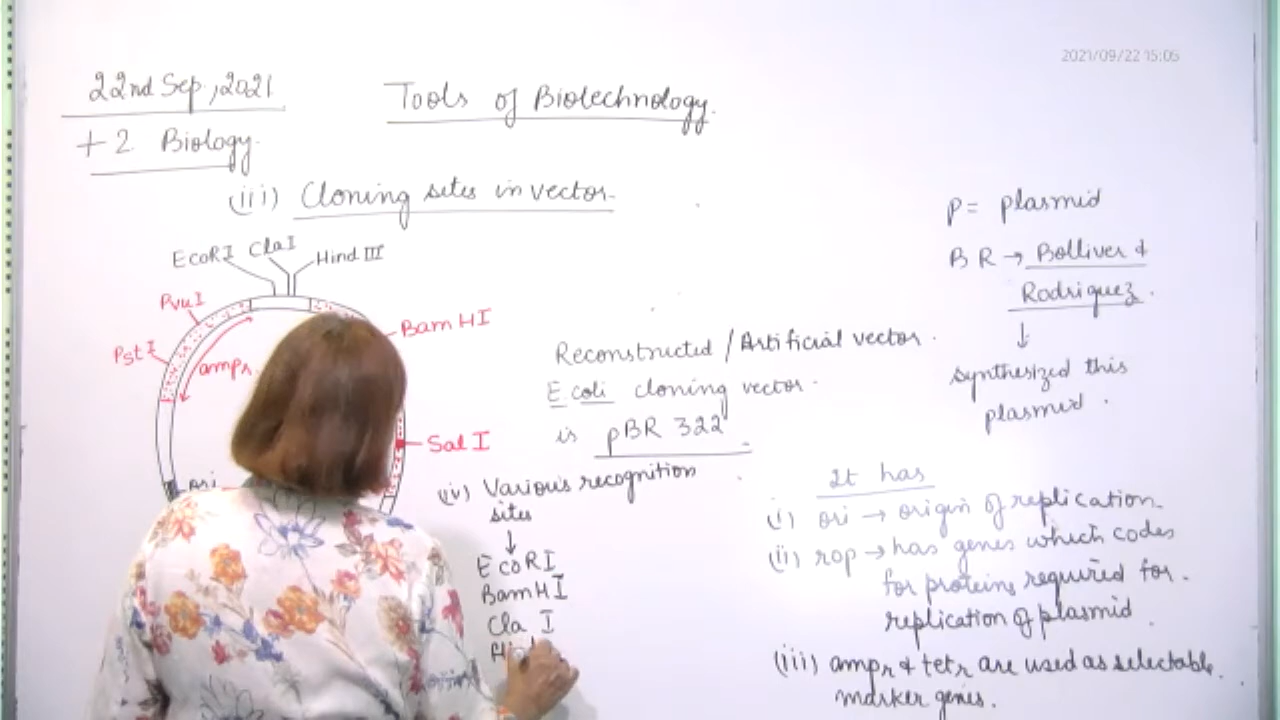 2021/09/22 15:05
22nd Sep, 2021
Tools of Biotechnology.
+2 Biology.
(iii) Cloning sites in vector.
EcoRI ClaI Hind III
PvuI
PstI
ampr
BamHI
Sal I
ori
P = plasmid
BR → Bolliver &
Rodriguez.
↓
synthesized this
plasmid.
Reconstructed / Artificial vector.
E.coli cloning vector.
is pBR 322
(iv) Various recognition
sites
↓
EcoRI
BamHI
Cla I
It has
(i) ori → origin of replication.
(ii) rop → has genes which codes
for proteins required for.
replication of plasmid.
(iii) ampr & tetr are used as selectable.
marker genes.